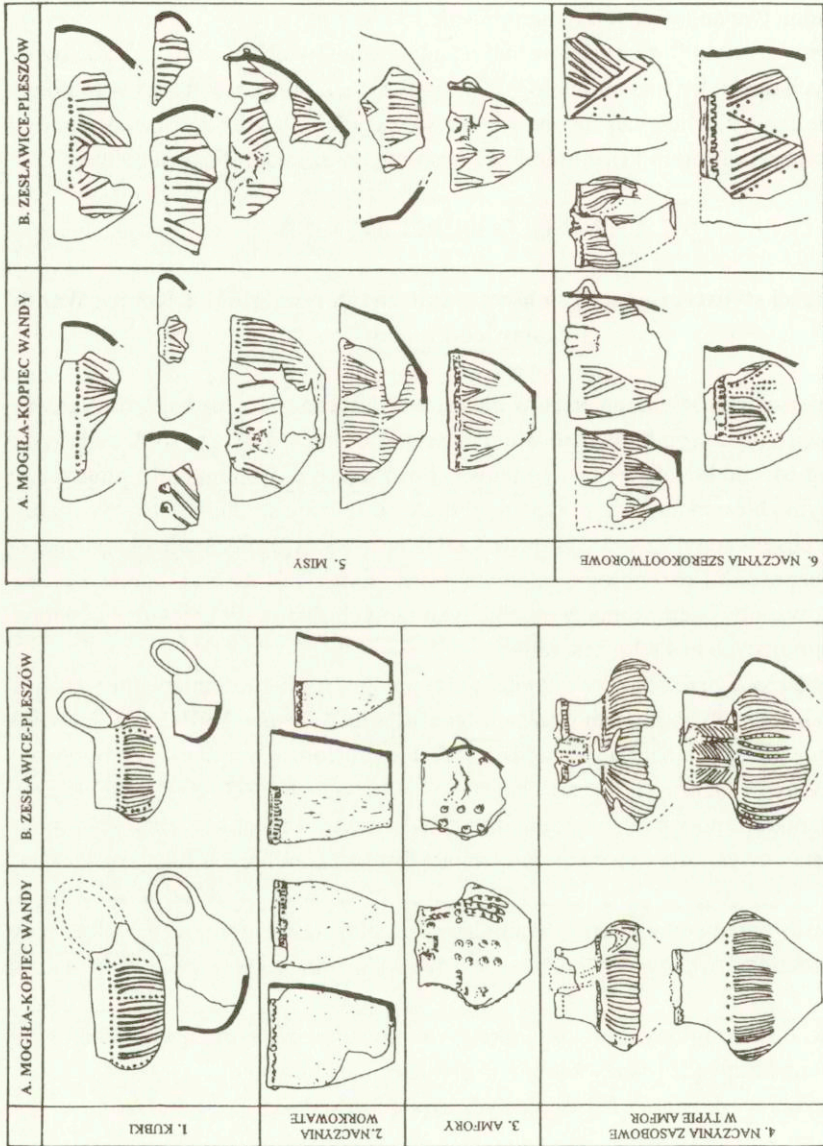 A. MOGIŁA-KOPIEC WANDY
B. ZESŁAWICE-PLESZÓW
1. KUBKI
2. NACZYNIA
WORKOWATE
3. AMFORY
4. NACZYNIA ZASOBOWE
W TYPIE AMFOR
A. MOGIŁA-KOPIEC WANDY
B. ZESŁAWICE-PLESZÓW
5. MISY
6. NACZYNIA SZEROKOOTWOROWE